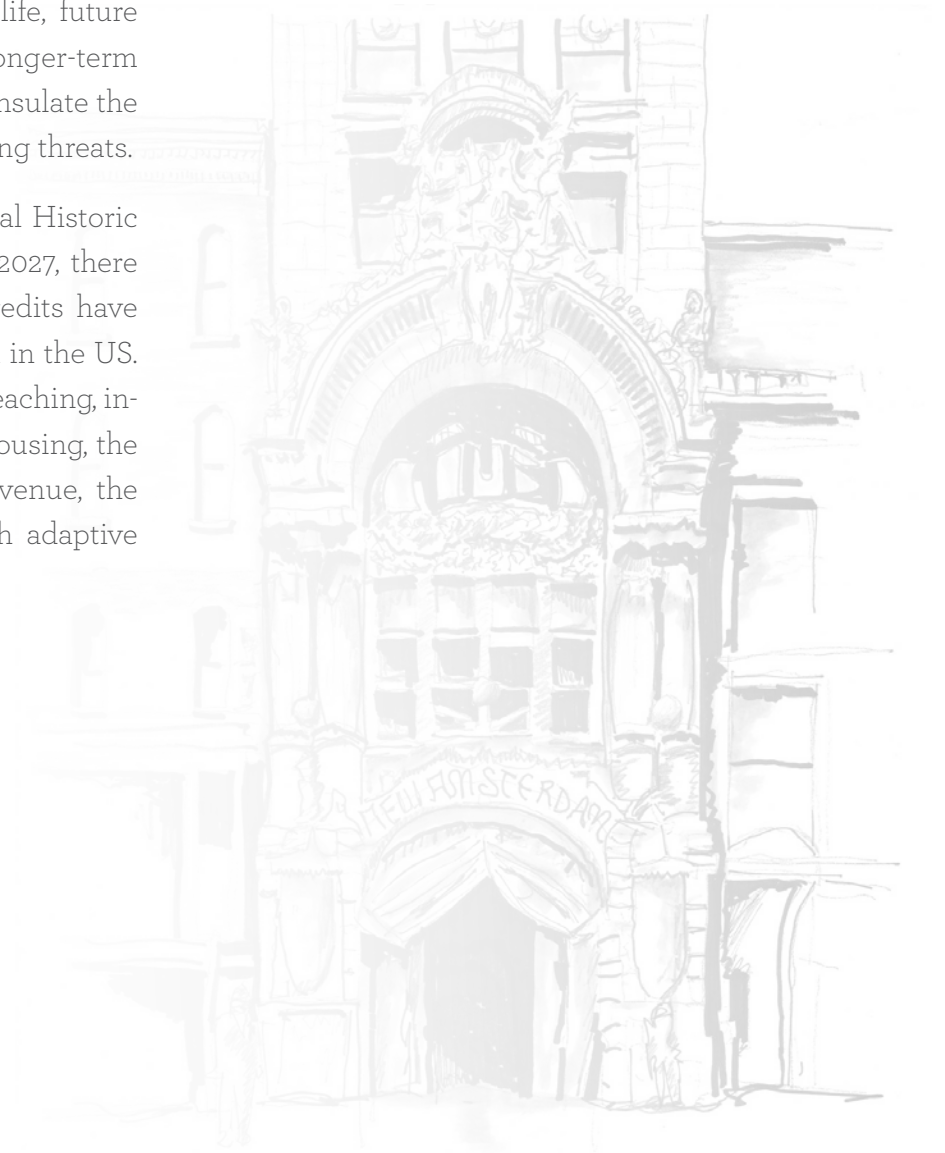 life, future
onger-term
nsulate the
ng threats.
al Historic
2027, there
edits have
in the US.
eaching, in-
ousing, the
venue, the
h adaptive
NEW AMSTERDAM